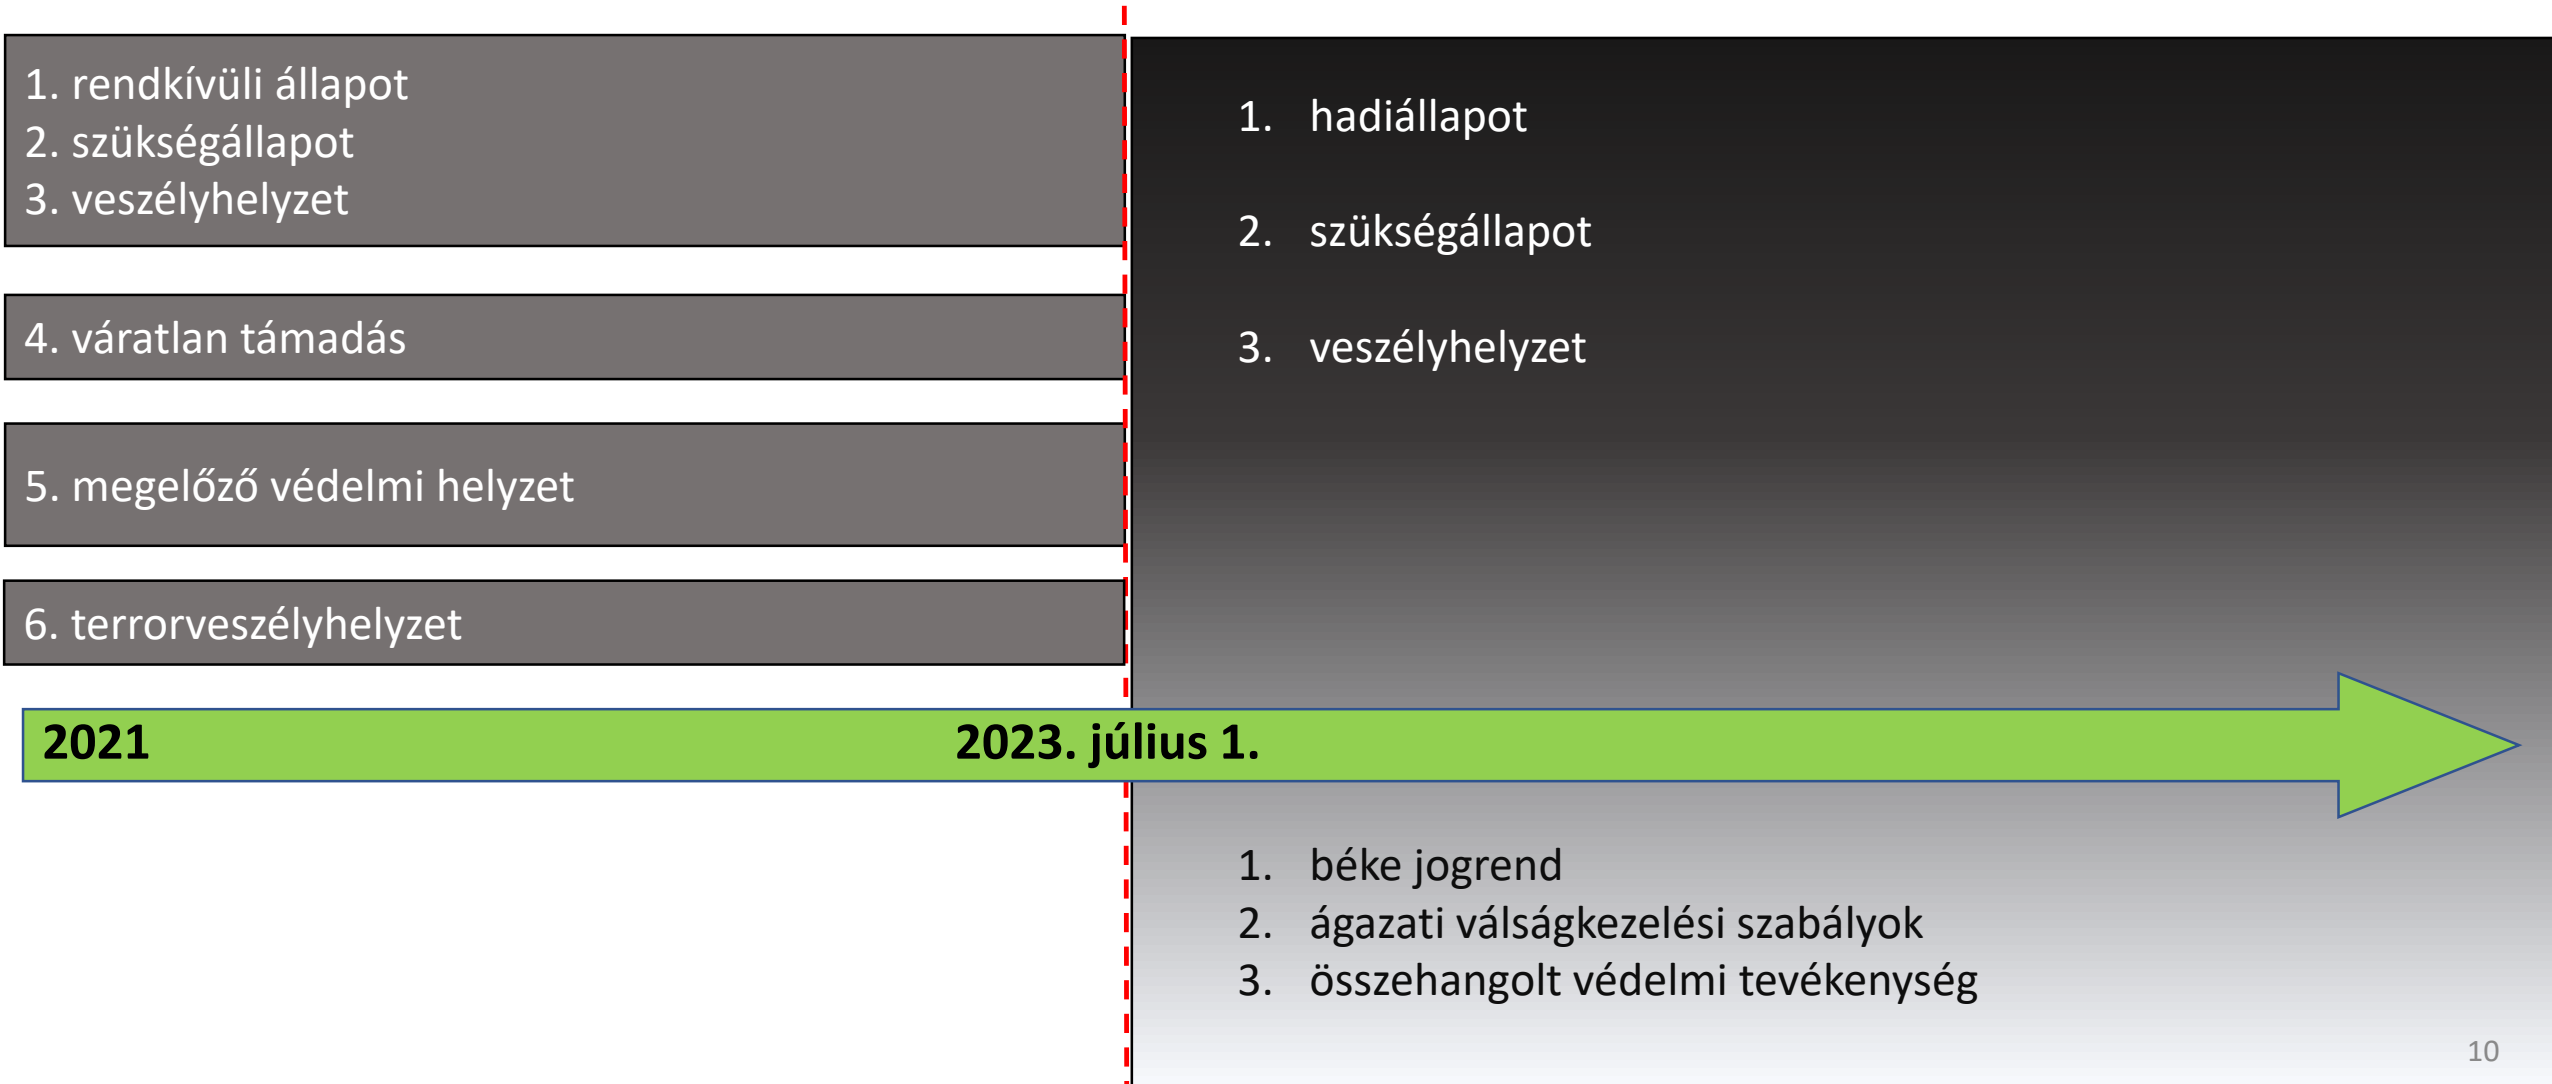 1. rendkívüli állapot
2. szükségállapot
3. veszélyhelyzet
4. váratlan támadás
5. megelőző védelmi helyzet
6. terrorveszélyhelyzet
1. hadiállapot
2. szükségállapot
3. veszélyhelyzet
2021
2023. július 1.
1. béke jogrend
2. ágazati válságkezelési szabályok
3. összehangolt védelmi tevékenység
10